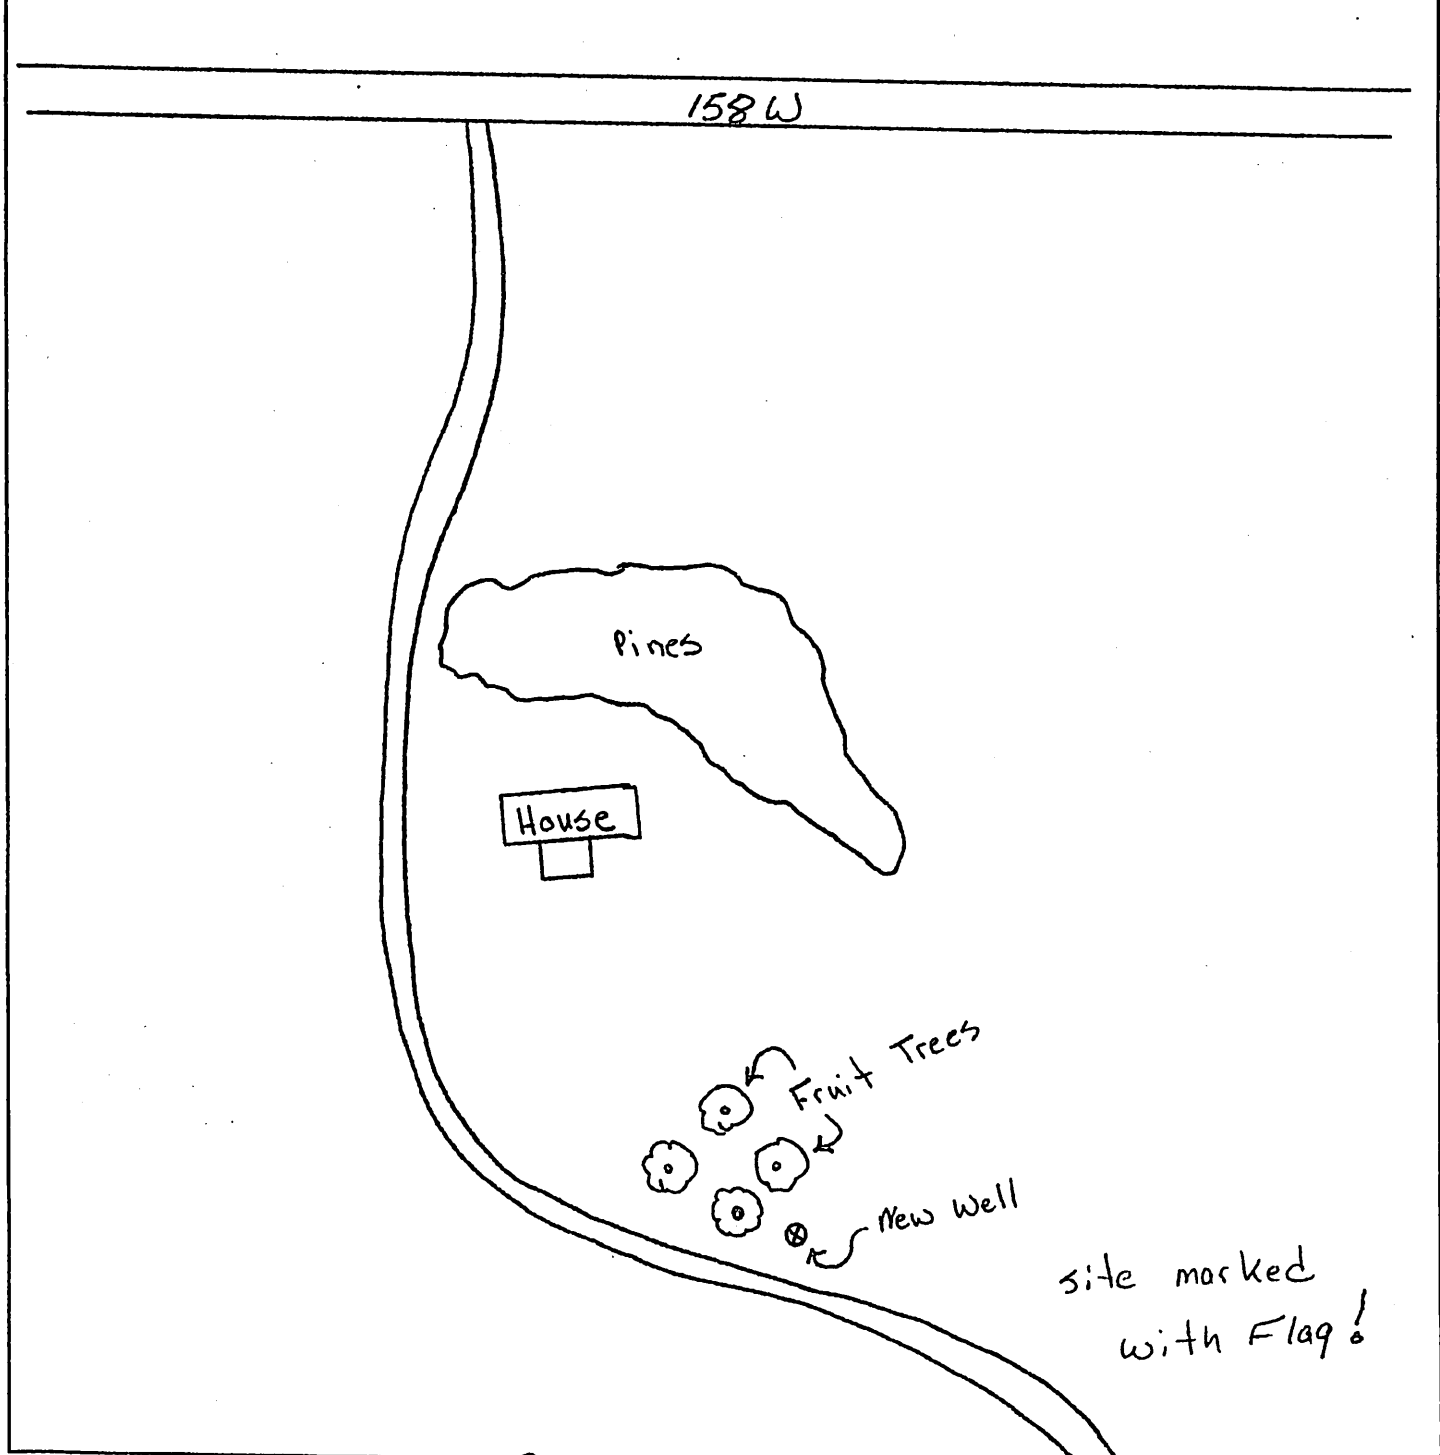 158 W
Pines
House
Fruit Trees
New Well
site marked
with Flag!